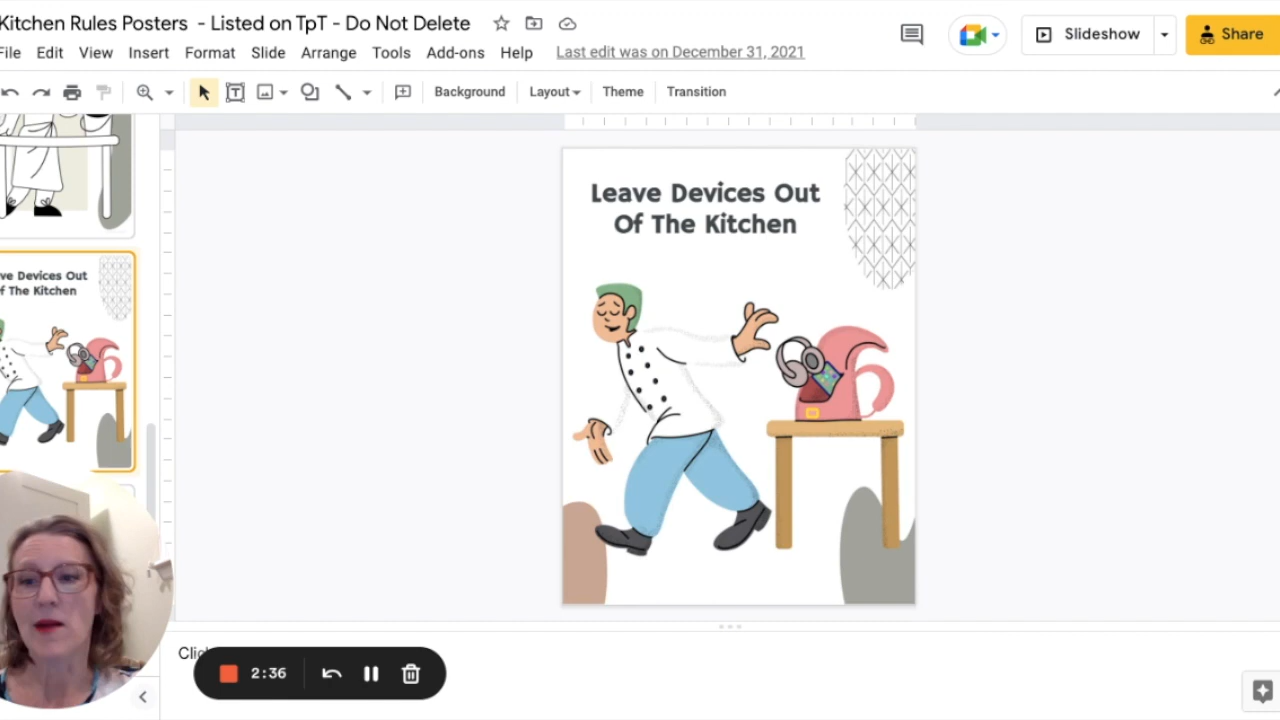 Kitchen Rules Posters - Listed on TpT - Do Not Delete
File Edit View Insert Format Slide Arrange Tools Add-ons Help Last edit was on December 31, 2021
Slideshow
Share
Background Layout Theme Transition
Leave Devices Out
Of The Kitchen
ve Devices Out
f The Kitchen
Clic
2:36